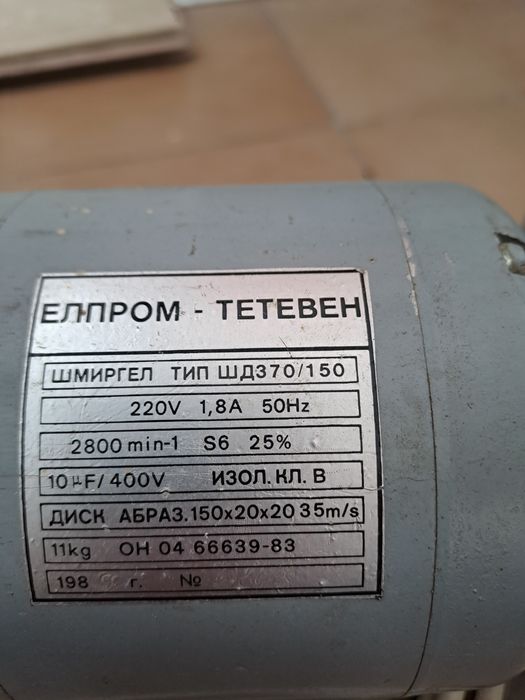 ЕЛПРОМ - ТЕТЕВЕН
ШМИРГЕЛ ТИП ШД370/150
220V 1,8A 50Hz
2800 min-1 S6 25%
10μF/400V ИЗОЛ. КЛ. В
ДИСК АБРАЗ.150x20x20 35m/s
11kg ОН 04 66639-83
198 г. №